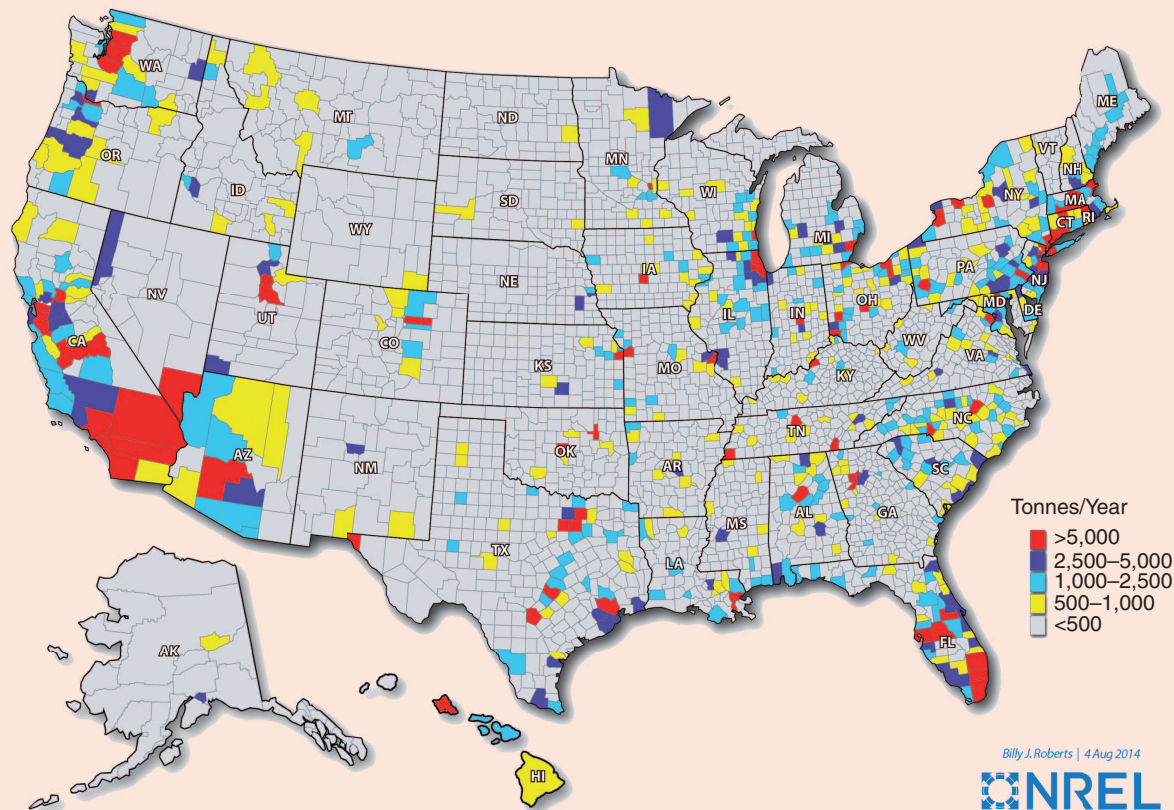 WA
MT
ND
MN
ME
VT
NH
OR
ID
SD
WI
NY
MA
CT
RI
WY
MI
IA
PA
NJ
NE
NV
UT
OH
MD
DE
IL
IN
CA
CO
WV
VA
KS
MO
KY
NC
TN
AZ
NM
OK
AR
SC
MS
AL
GA
TX
LA
FL
AK
HI
Tonnes/Year
>5,000
2,500–5,000
1,000–2,500
500–1,000
<500
Billy J. Roberts | 4 Aug 2014
NREL